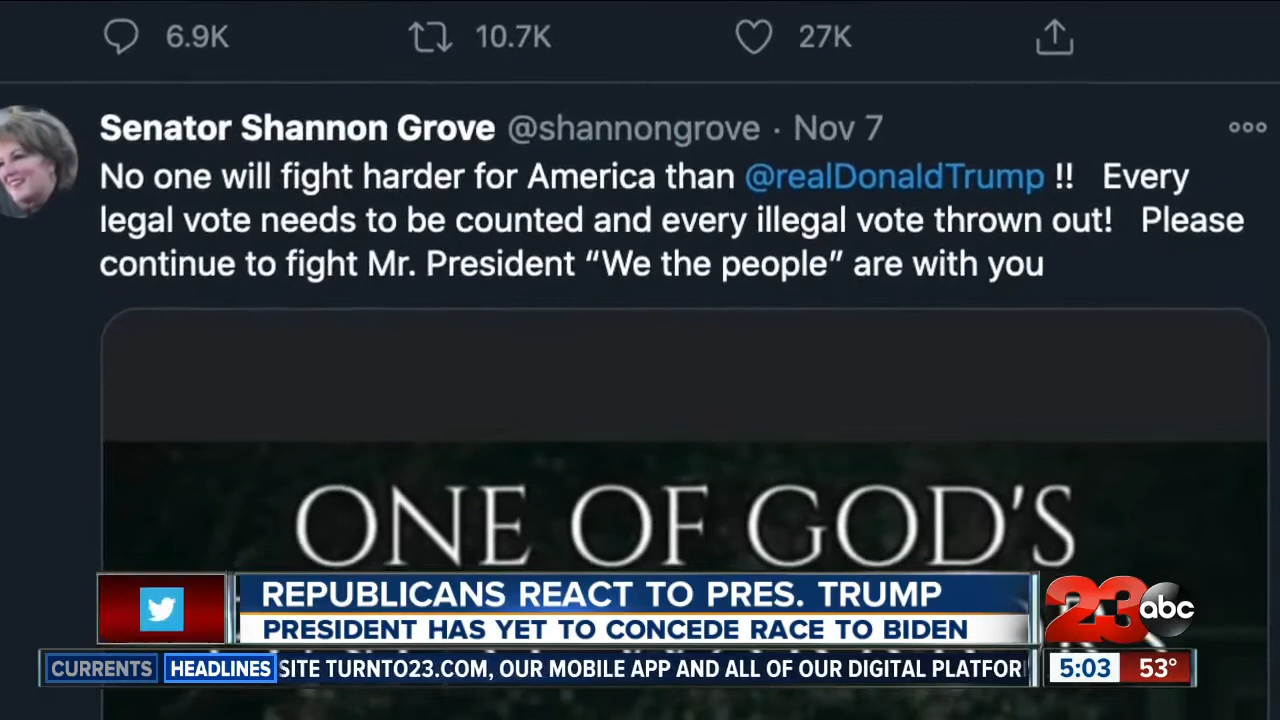 6.9K 10.7K 27K
Senator Shannon Grove @shannongrove · Nov 7
No one will fight harder for America than @realDonaldTrump !! Every
legal vote needs to be counted and every illegal vote thrown out! Please
continue to fight Mr. President “We the people” are with you
ONE OF GOD'S
REPUBLICANS REACT TO PRES. TRUMP
PRESIDENT HAS YET TO CONCEDE RACE TO BIDEN
23 abc
CURRENTS HEADLINES SITE TURNTO23.COM, OUR MOBILE APP AND ALL OF OUR DIGITAL PLATFOR
5:03 53°